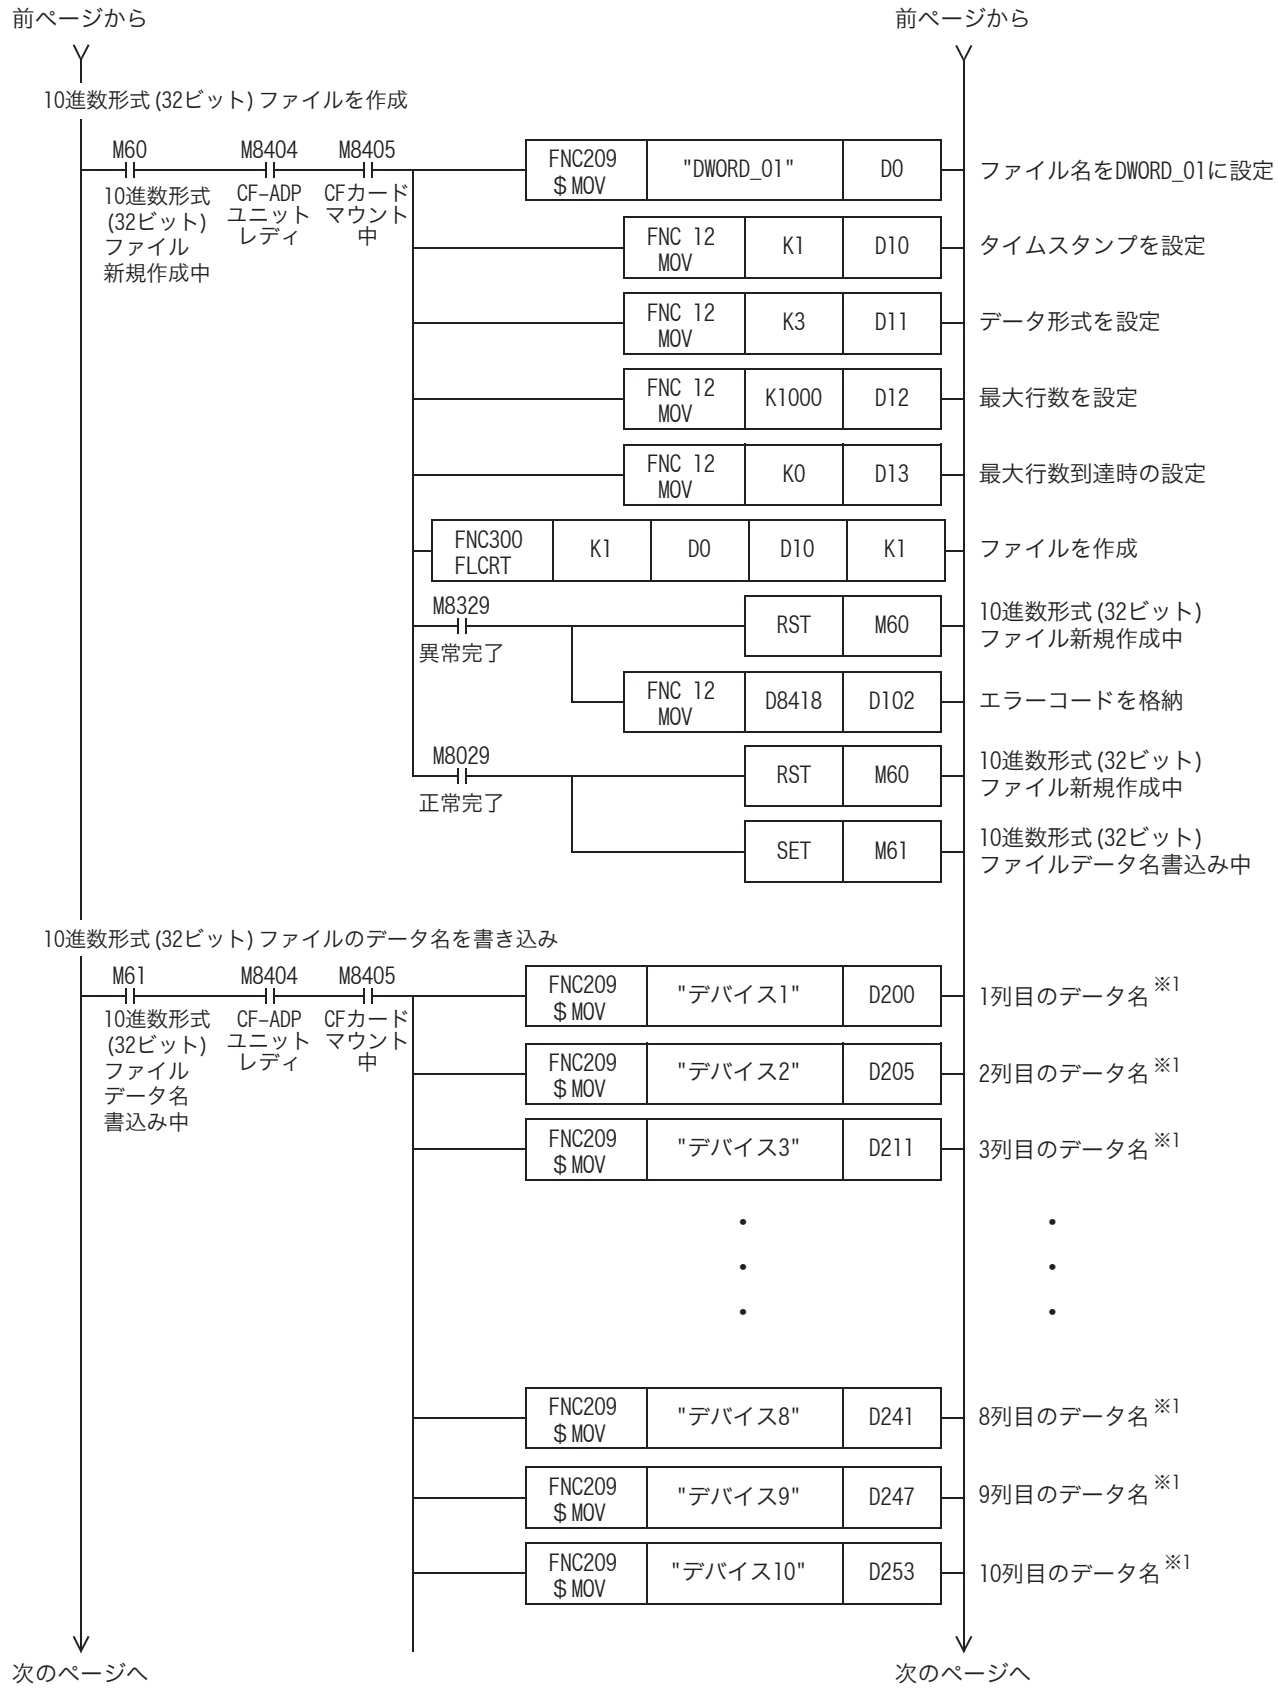 前ページから
前ページから
10進数形式(32ビット)ファイルを作成
M60
M8404
M8405
10進数形式
(32ビット)
ファイル
新規作成中
CF-ADP
ユニット
レディ
CFカード
マウント
中
FNC209
$ MOV
"DWORD_01"
D0
ファイル名をDWORD_01に設定
FNC 12
MOV
K1
D10
タイムスタンプを設定
FNC 12
MOV
K3
D11
データ形式を設定
FNC 12
MOV
K1000
D12
最大行数を設定
FNC 12
MOV
K0
D13
最大行数到達時の設定
FNC300
FLCRT
K1
D0
D10
K1
ファイルを作成
M8329
異常完了
RST
M60
10進数形式(32ビット)
ファイル新規作成中
FNC 12
MOV
D8418
D102
エラーコードを格納
M8029
正常完了
RST
M60
10進数形式(32ビット)
ファイル新規作成中
SET
M61
10進数形式(32ビット)
ファイルデータ名書込み中
10進数形式(32ビット)ファイルのデータ名を書き込み
M61
M8404
M8405
10進数形式
(32ビット)
ファイル
データ名
書込み中
CF-ADP
ユニット
レディ
CFカード
マウント
中
FNC209
$ MOV
"デバイス1"
D200
1列目のデータ名※1
FNC209
$ MOV
"デバイス2"
D205
2列目のデータ名※1
FNC209
$ MOV
"デバイス3"
D211
3列目のデータ名※1
・ ・
・ ・
・ ・
FNC209
$ MOV
"デバイス8"
D241
8列目のデータ名※1
FNC209
$ MOV
"デバイス9"
D247
9列目のデータ名※1
FNC209
$ MOV
"デバイス10"
D253
10列目のデータ名※1
次のページへ
次のページへ